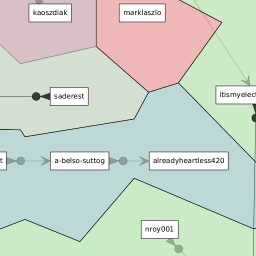 kaoszdiak
marklaszlo
saderest
itismyelect
t
a-belso-suttog
alreadyheartless420
nroy001